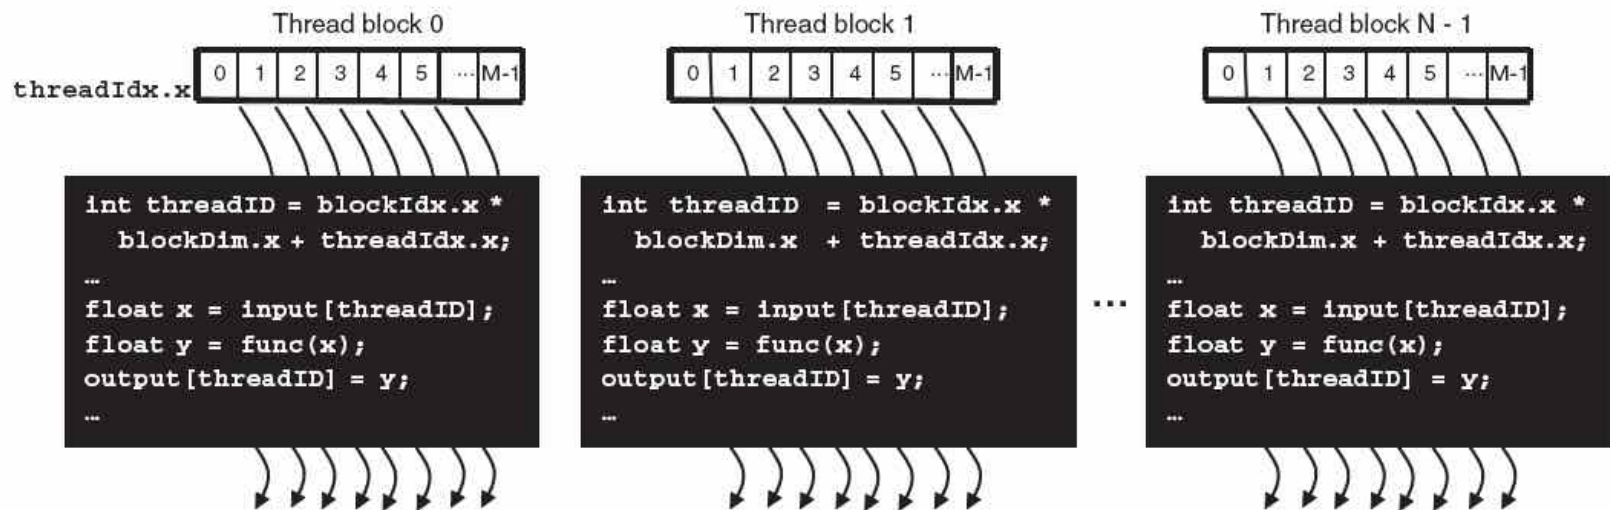 Thread block 0
threadIdx.x 0 1 2 3 4 5 ... M-1
int threadID = blockIdx.x *
blockDim.x + threadIdx.x;
…
float x = input[threadID];
float y = func(x);
output[threadID] = y;
…
Thread block 1
0 1 2 3 4 5 ... M-1
int threadID = blockIdx.x *
blockDim.x + threadIdx.x;
…
float x = input[threadID];
float y = func(x);
output[threadID] = y;
…
...
Thread block N - 1
0 1 2 3 4 5 ... M-1
int threadID = blockIdx.x *
blockDim.x + threadIdx.x;
…
float x = input[threadID];
float y = func(x);
output[threadID] = y;
…